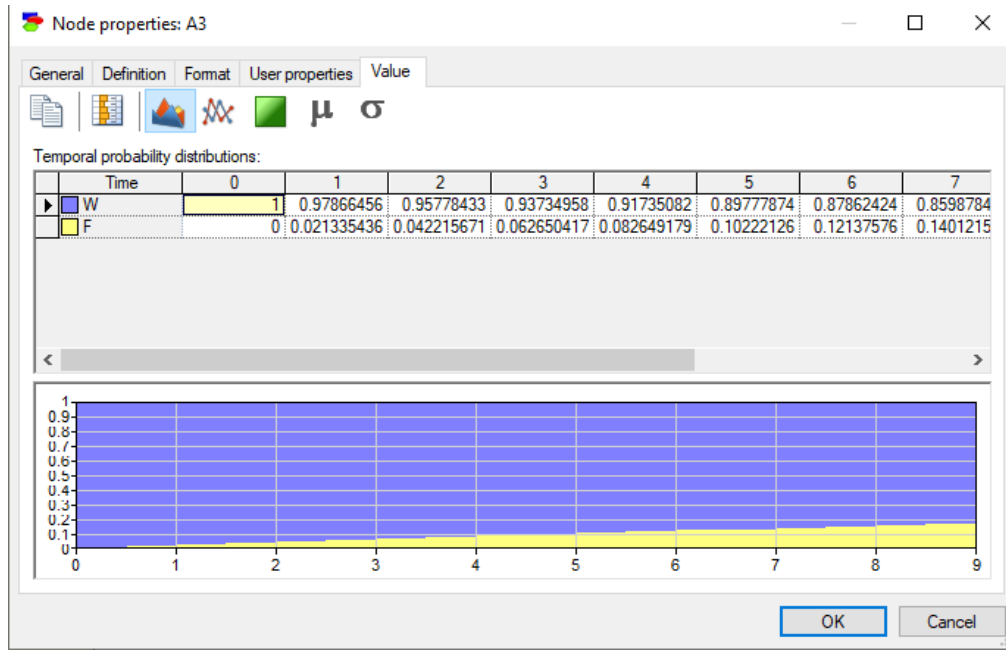 Node properties: A3
General Definition Format User properties Value
μ σ
Temporal probability distributions:
Time 0 1 2 3 4 5 6 7
W 1 0.97866456 0.95778433 0.93734958 0.91735082 0.89777874 0.87862424 0.8598784
F 0 0.021335436 0.042215671 0.062650417 0.082649179 0.10222126 0.12137576 0.1401215
1
0.9
0.8
0.7
0.6
0.5
0.4
0.3
0.2
0.1
0
0 1 2 3 4 5 6 7 8 9
OK Cancel